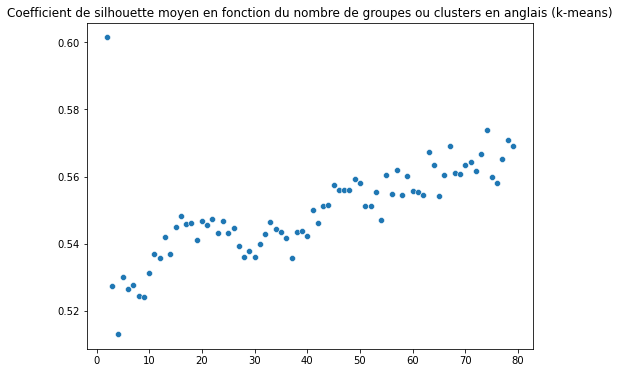 Coefficient de silhouette moyen en fonction du nombre de groupes ou clusters en anglais (k-means)
0.60
0.58
0.56
0.54
0.52
0 10 20 30 40 50 60 70 80